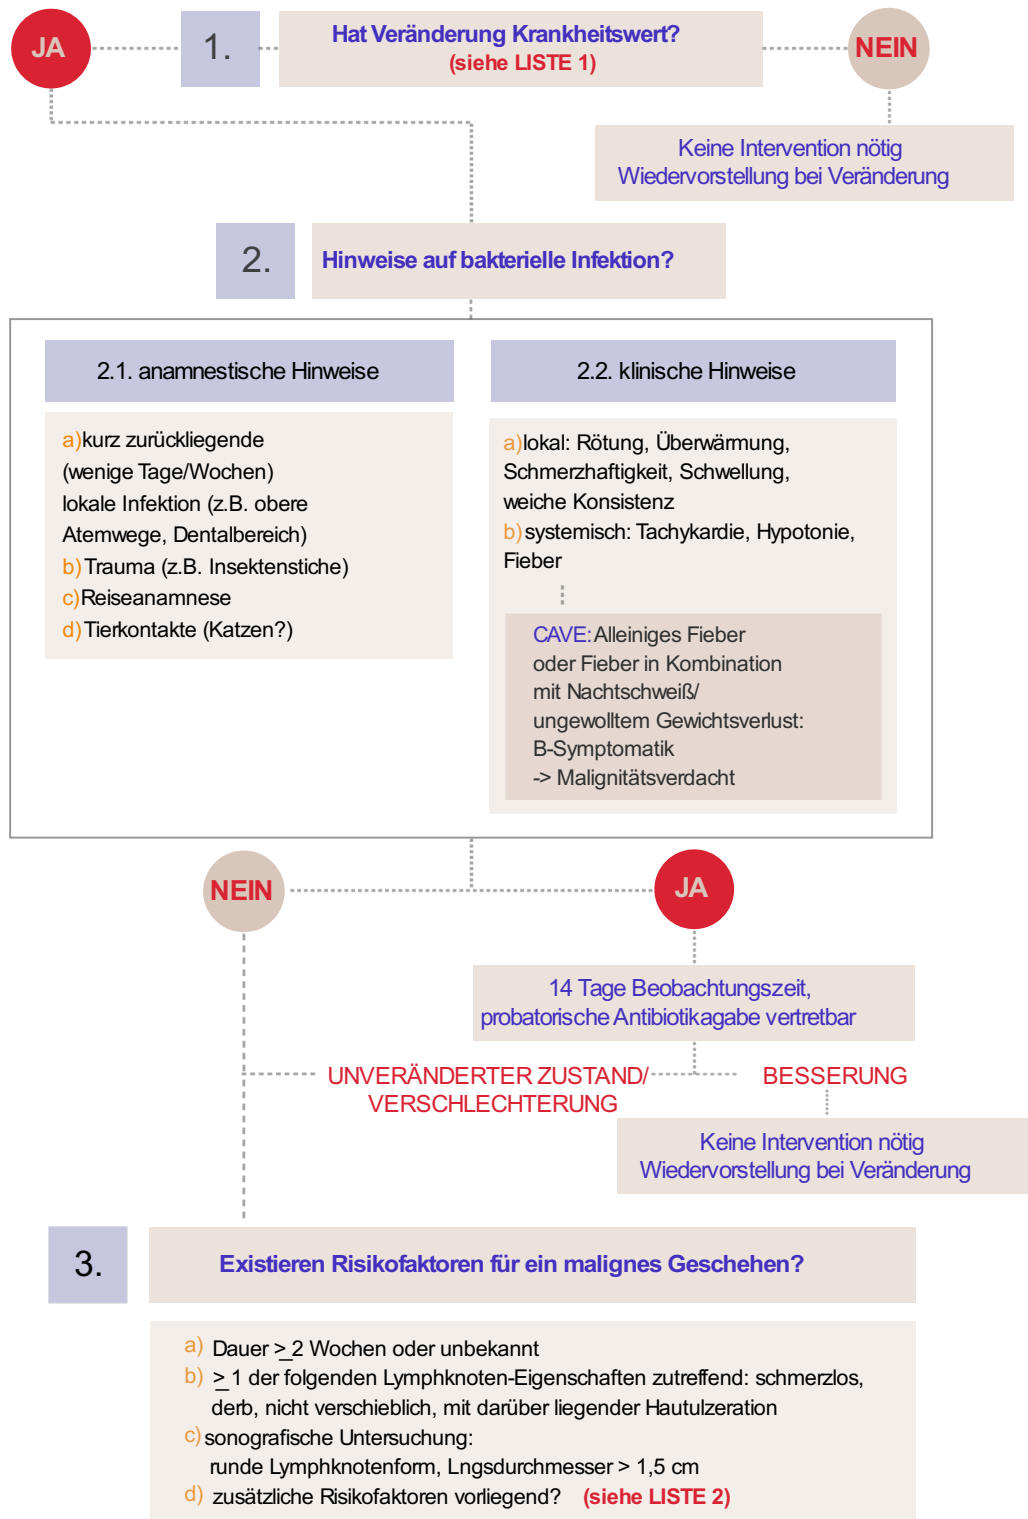 JA
1.
Hat Veränderung Krankheitswert?
(siehe LISTE 1)
NEIN
Keine Intervention nötig
Wiedervorstellung bei Veränderung
2.
Hinweise auf bakterielle Infektion?
2.1. anamnestische Hinweise
a)kurz zurückliegende
(wenige Tage/Wochen)
lokale Infektion (z.B. obere
Atemwege, Dentalbereich)
b) Trauma (z.B. Insektenstiche)
c)Reiseanamnese
d) Tierkontakte (Katzen?)
2.2. klinische Hinweise
a)lokal: Rötung, Überwärmung,
Schmerzhaftigkeit, Schwellung,
weiche Konsistenz
b) systemisch: Tachykardie, Hypotonie,
Fieber
CAVE: Alleiniges Fieber
oder Fieber in Kombination
mit Nachtschweiß/
ungewolltem Gewichtsverlust:
B-Symptomatik
-> Malignitätsverdacht
NEIN
JA
14 Tage Beobachtungszeit,
probatorische Antibiotikagabe vertretbar
UNVERÄNDERTER ZUSTAND/
VERSCHLECHTERUNG
BESSERUNG
Keine Intervention nötig
Wiedervorstellung bei Veränderung
3.
Existieren Risikofaktoren für ein malignes Geschehen?
a) Dauer ≥ 2 Wochen oder unbekannt
b) ≥ 1 der folgenden Lymphknoten-Eigenschaften zutreffend: schmerzlos,
derb, nicht verschieblich, mit darüber liegender Hautulzeration
c) sonografische Untersuchung:
runde Lymphknotenform, Lngsdurchmesser > 1,5 cm
d) zusätzliche Risikofaktoren vorliegend? (siehe LISTE 2)